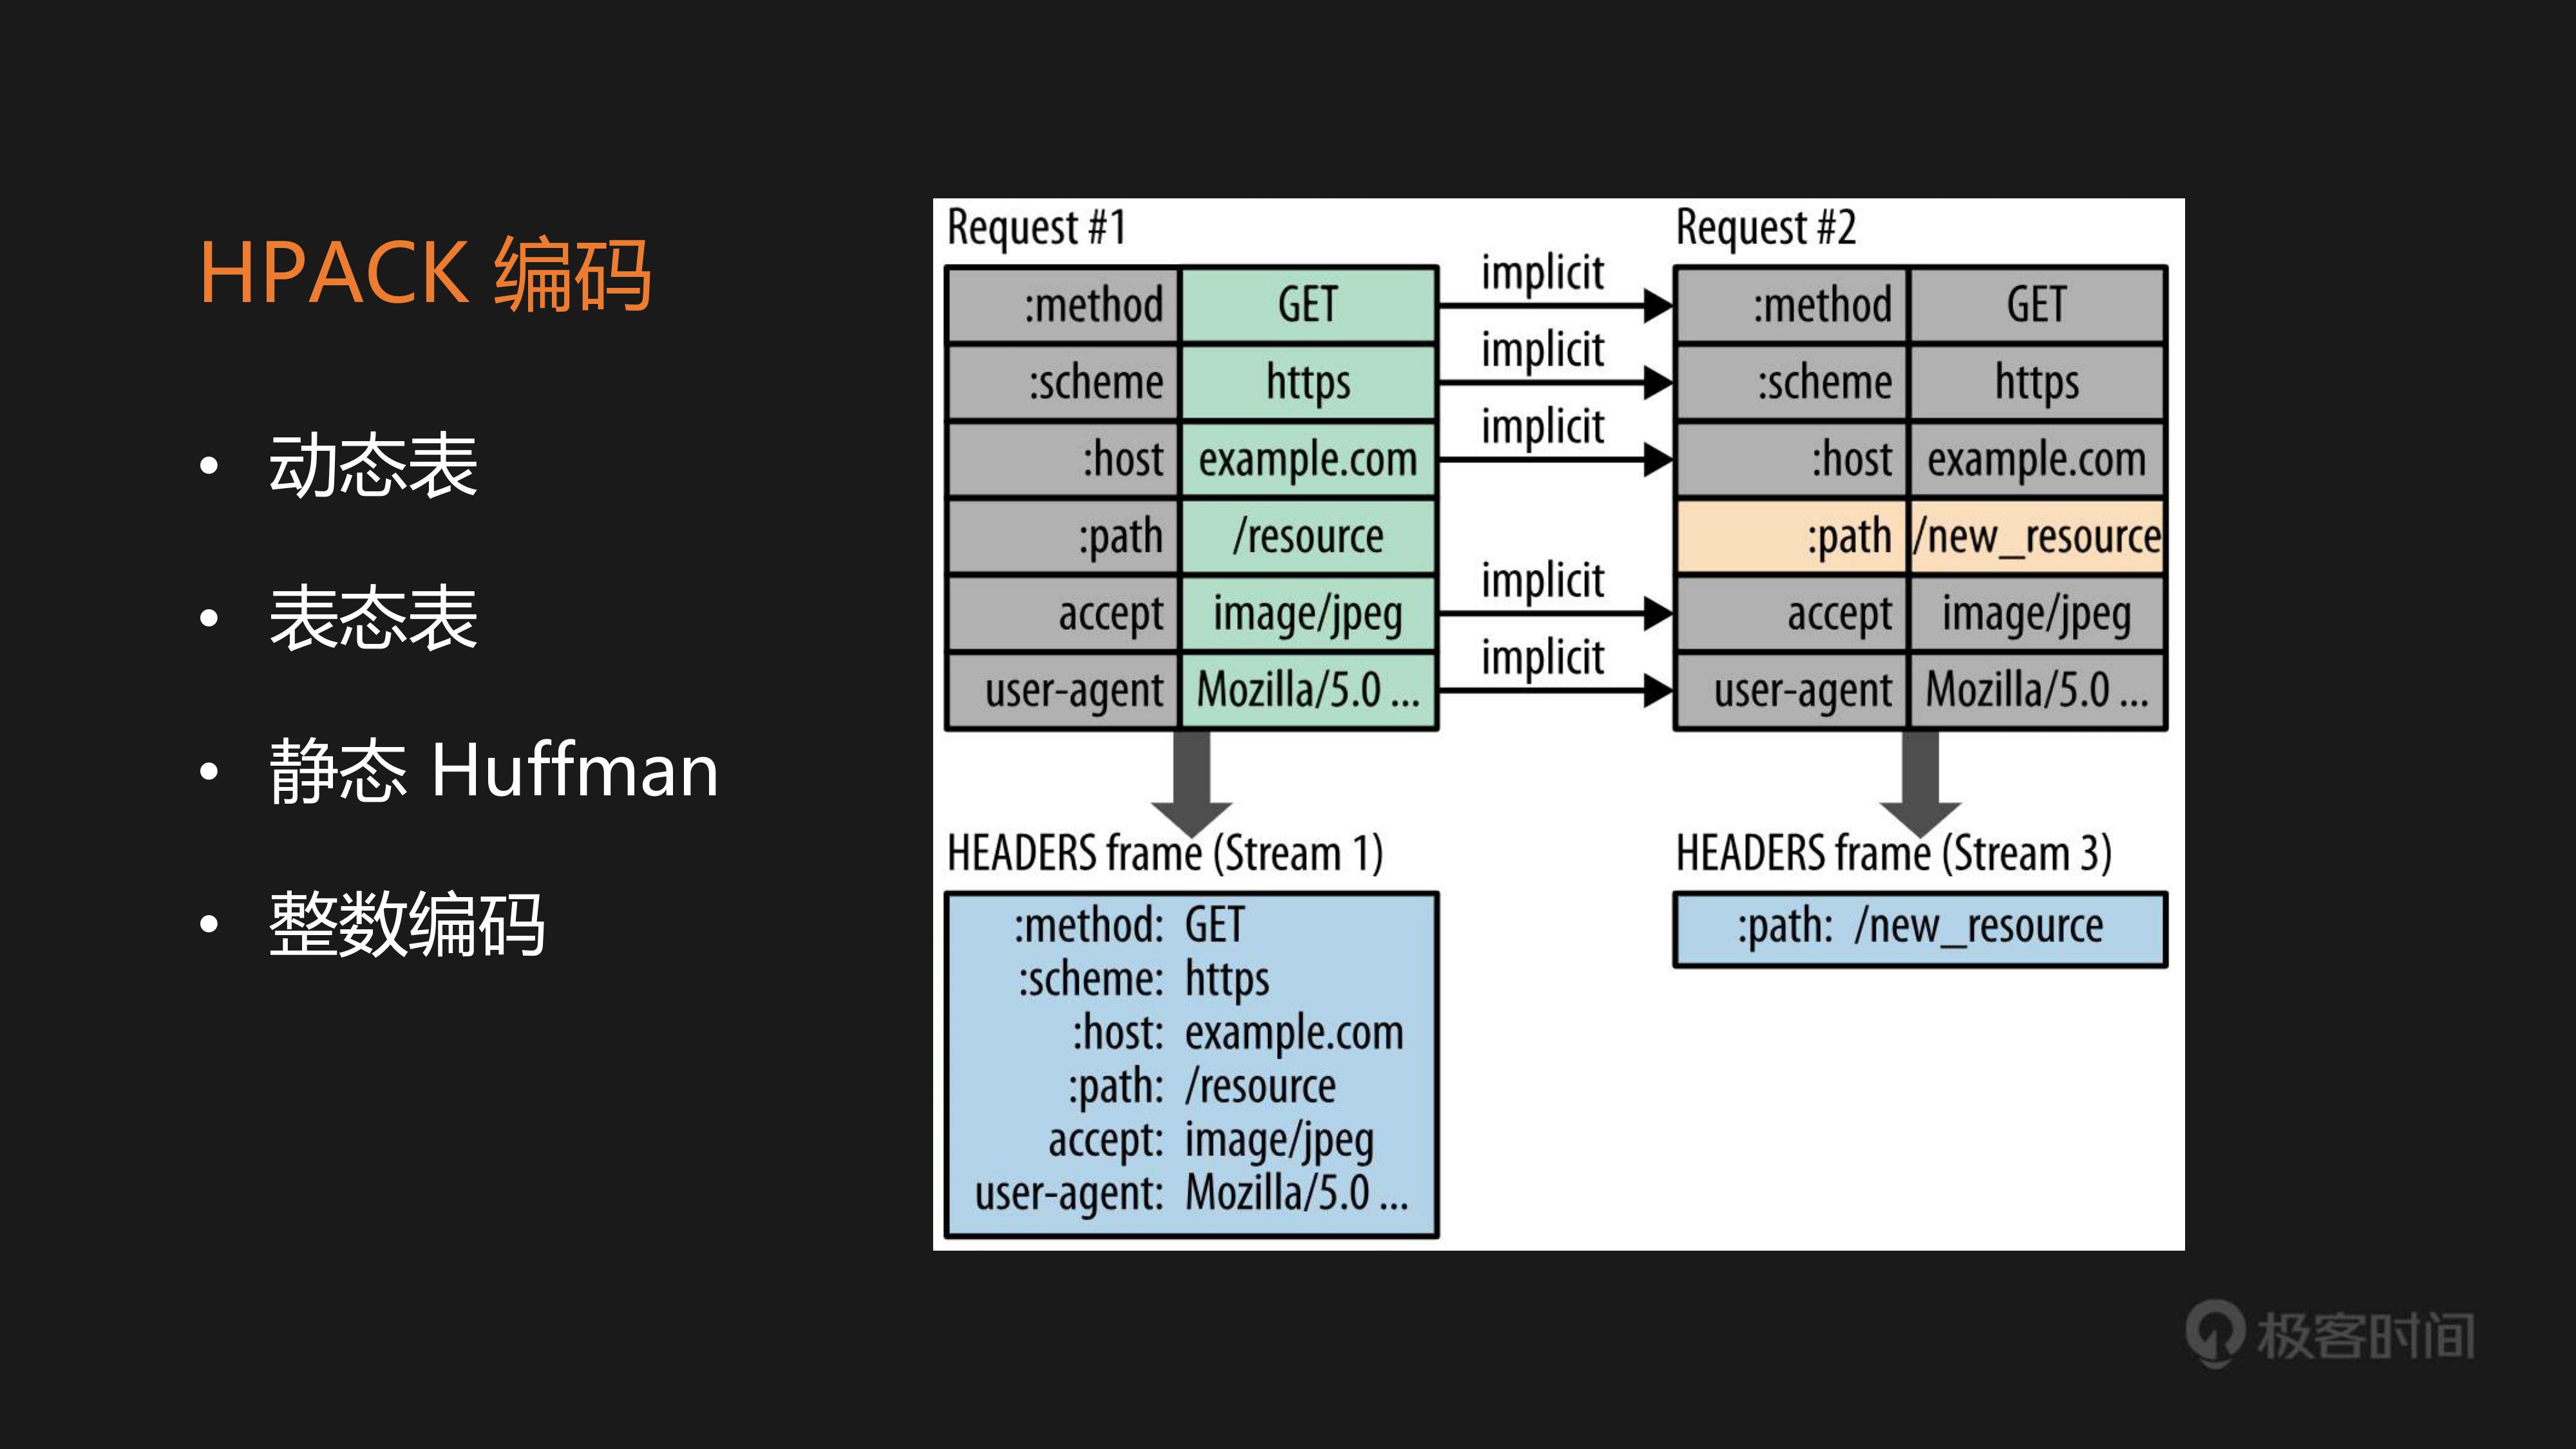 HPACK 编码
• 动态表
• 表态表
• 静态 Huffman
• 整数编码
Request #1
:method GET
:scheme https
:host example.com
:path /resource
accept image/jpeg
user-agent Mozilla/5.0 ...
implicit
implicit
implicit
implicit
implicit
Request #2
:method GET
:scheme https
:host example.com
:path /new_resource
accept image/jpeg
user-agent Mozilla/5.0 ...
HEADERS frame (Stream 1)
:method: GET
:scheme: https
:host: example.com
:path: /resource
accept: image/jpeg
user-agent: Mozilla/5.0 ...
HEADERS frame (Stream 3)
:path: /new_resource
极客时间